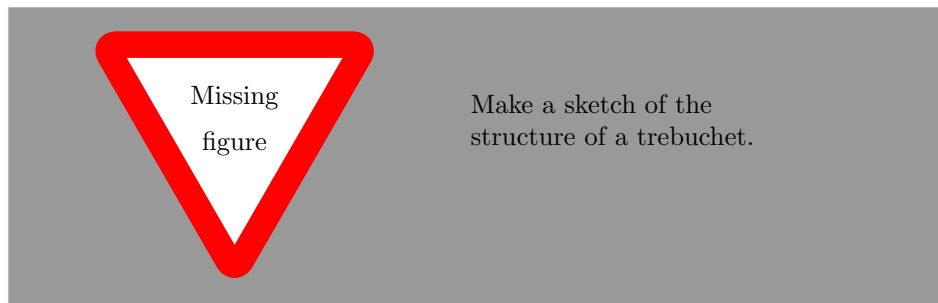 Missing
figure
Make a sketch of the
structure of a trebuchet.